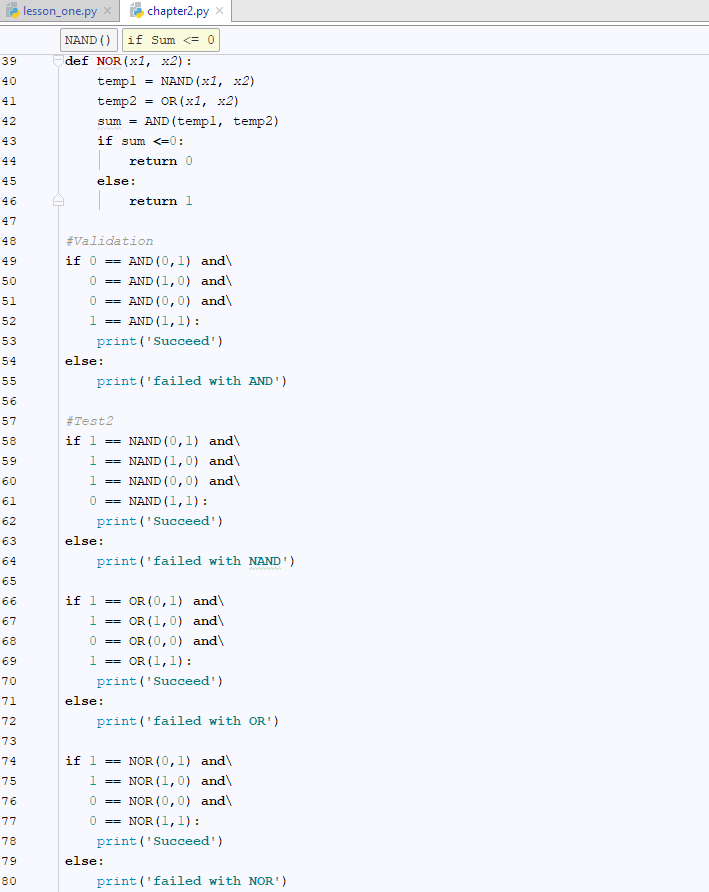 lesson_one.py × chapter2.py ×
NAND() if Sum <= 0
39 def NOR(x1, x2):
40     temp1 = NAND(x1, x2)
41     temp2 = OR(x1, x2)
42     sum = AND(temp1, temp2)
43     if sum <=0:
44         return 0
45     else:
46         return 1
47
48 #Validation
49 if 0 == AND(0,1) and\
50    0 == AND(1,0) and\
51    0 == AND(0,0) and\
52    1 == AND(1,1):
53     print('Succeed')
54 else:
55     print('failed with AND')
56
57 #Test2
58 if 1 == NAND(0,1) and\
59    1 == NAND(1,0) and\
60    1 == NAND(0,0) and\
61    0 == NAND(1,1):
62     print('Succeed')
63 else:
64     print('failed with NAND')
65
66 if 1 == OR(0,1) and\
67    1 == OR(1,0) and\
68    0 == OR(0,0) and\
69    1 == OR(1,1):
70     print('Succeed')
71 else:
72     print('failed with OR')
73
74 if 1 == NOR(0,1) and\
75    1 == NOR(1,0) and\
76    0 == NOR(0,0) and\
77    0 == NOR(1,1):
78     print('Succeed')
79 else:
80     print('failed with NOR')